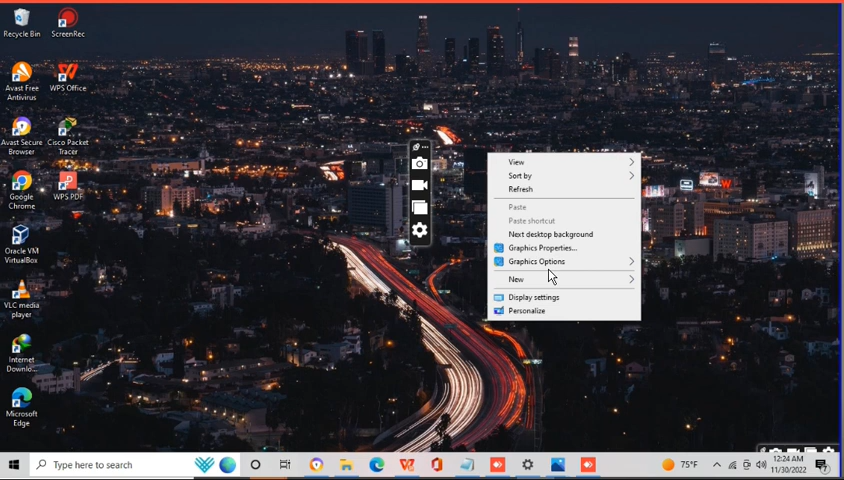 Recycle Bin
ScreenRec
Avast Free
Antivirus
WPS Office
Avast Secure
Browser
Cisco Packet
Tracer
Google
Chrome
WPS PDF
Oracle VM
VirtualBox
VLC media
player
Internet
Downlo...
Microsoft
Edge
View
Sort by
Refresh
Paste
Paste shortcut
Next desktop background
Graphics Properties...
Graphics Options
New
Display settings
Personalize
Type here to search
75°F
12:24 AM
11/30/2022